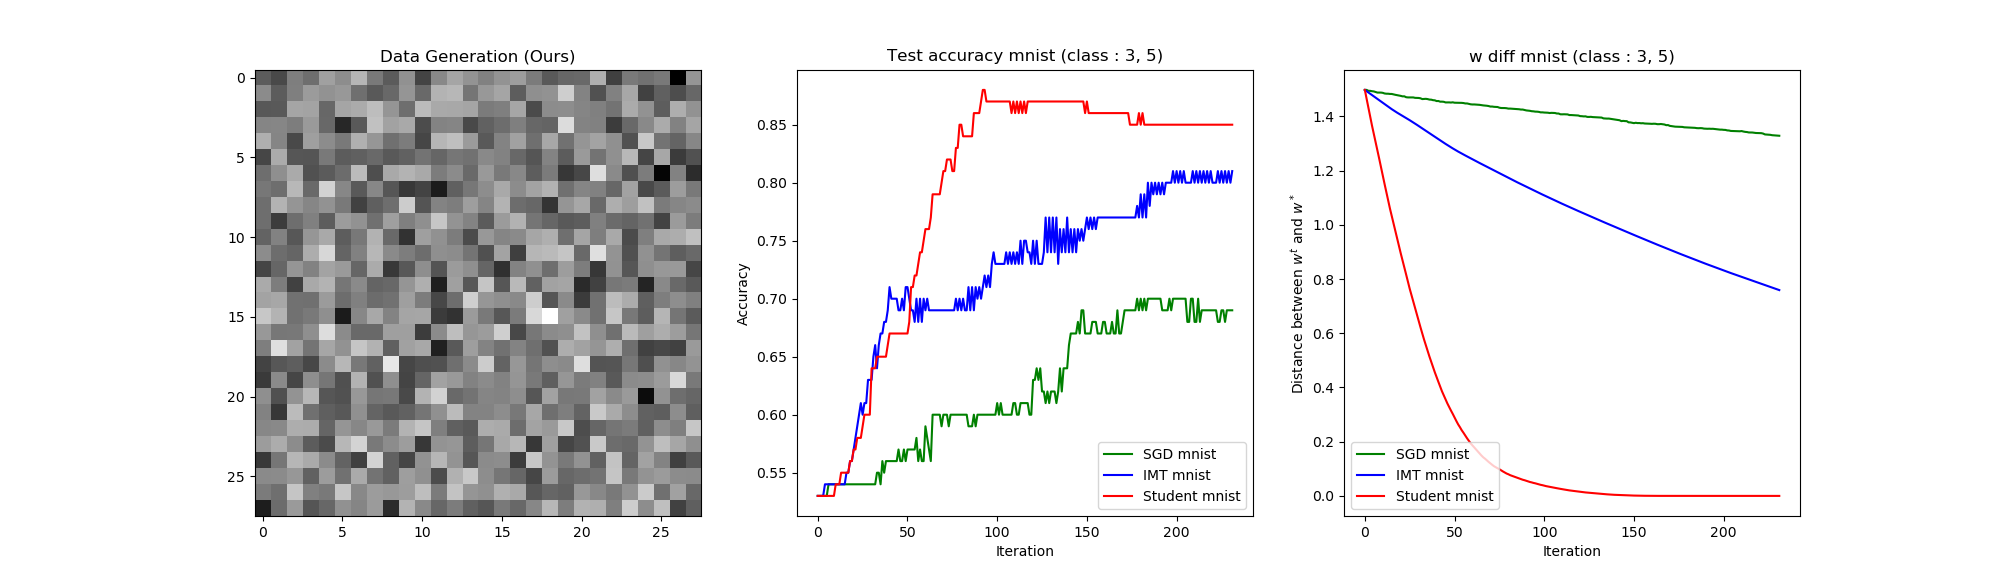 Data Generation (Ours)
0
5
10
15
20
25
0 5 10 15 20 25
Test accuracy mnist (class : 3, 5)
Accuracy
0.85
0.80
0.75
0.70
0.65
0.60
0.55
SGD mnist
IMT mnist
Student mnist
0 50 100 150 200
Iteration
w diff mnist (class : 3, 5)
Distance between w^t and w^*
1.4
1.2
1.0
0.8
0.6
0.4
0.2
0.0
SGD mnist
IMT mnist
Student mnist
0 50 100 150 200
Iteration